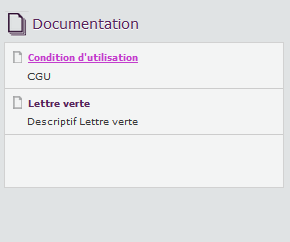 Documentation
Condition d'utilisation
CGU
Lettre verte
Descriptif Lettre verte